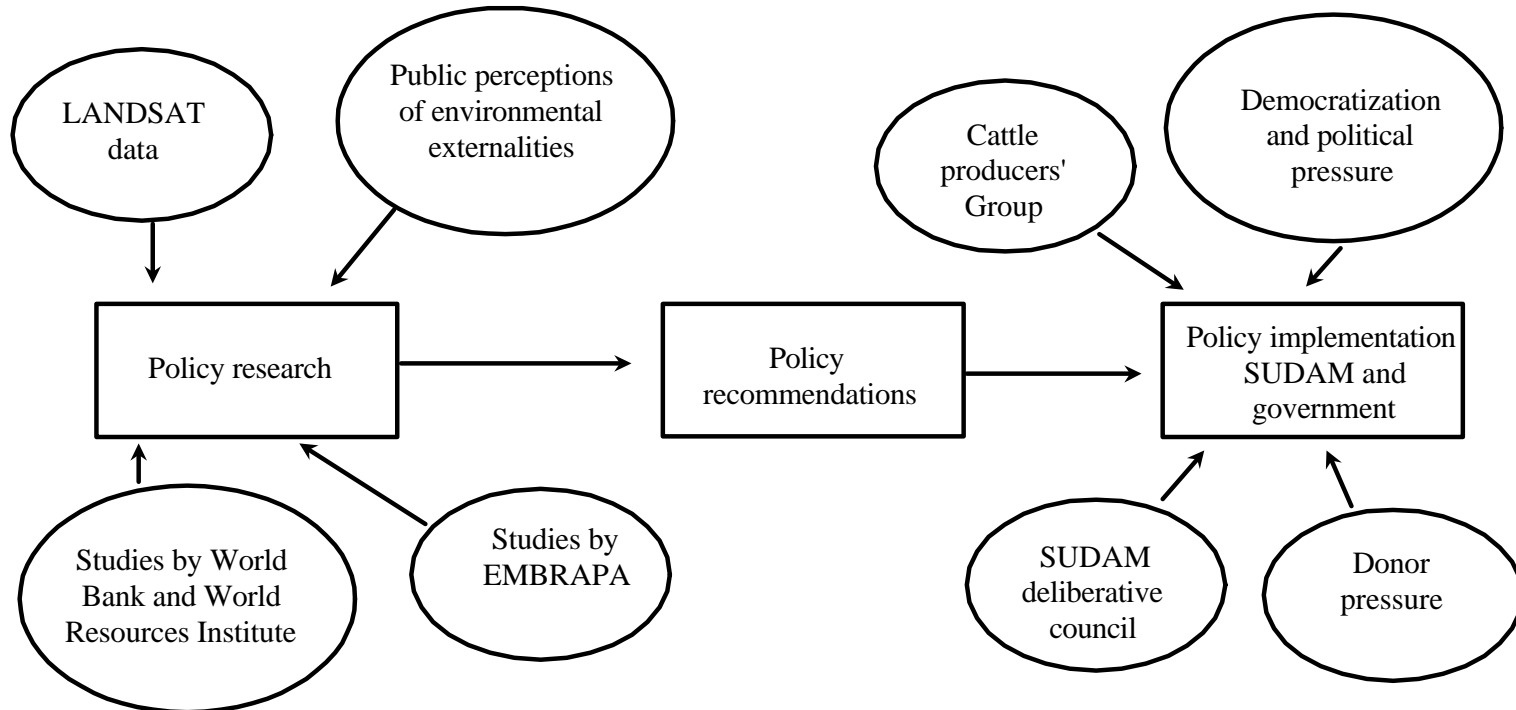 LANDSAT
data
Public perceptions
of environmental
externalities
Cattle
producers'
Group
Democratization
and political
pressure
Policy research
Policy
recommendations
Policy implementation
SUDAM and
government
Studies by World
Bank and World
Resources Institute
Studies by
EMBRAPA
SUDAM
deliberative
council
Donor
pressure